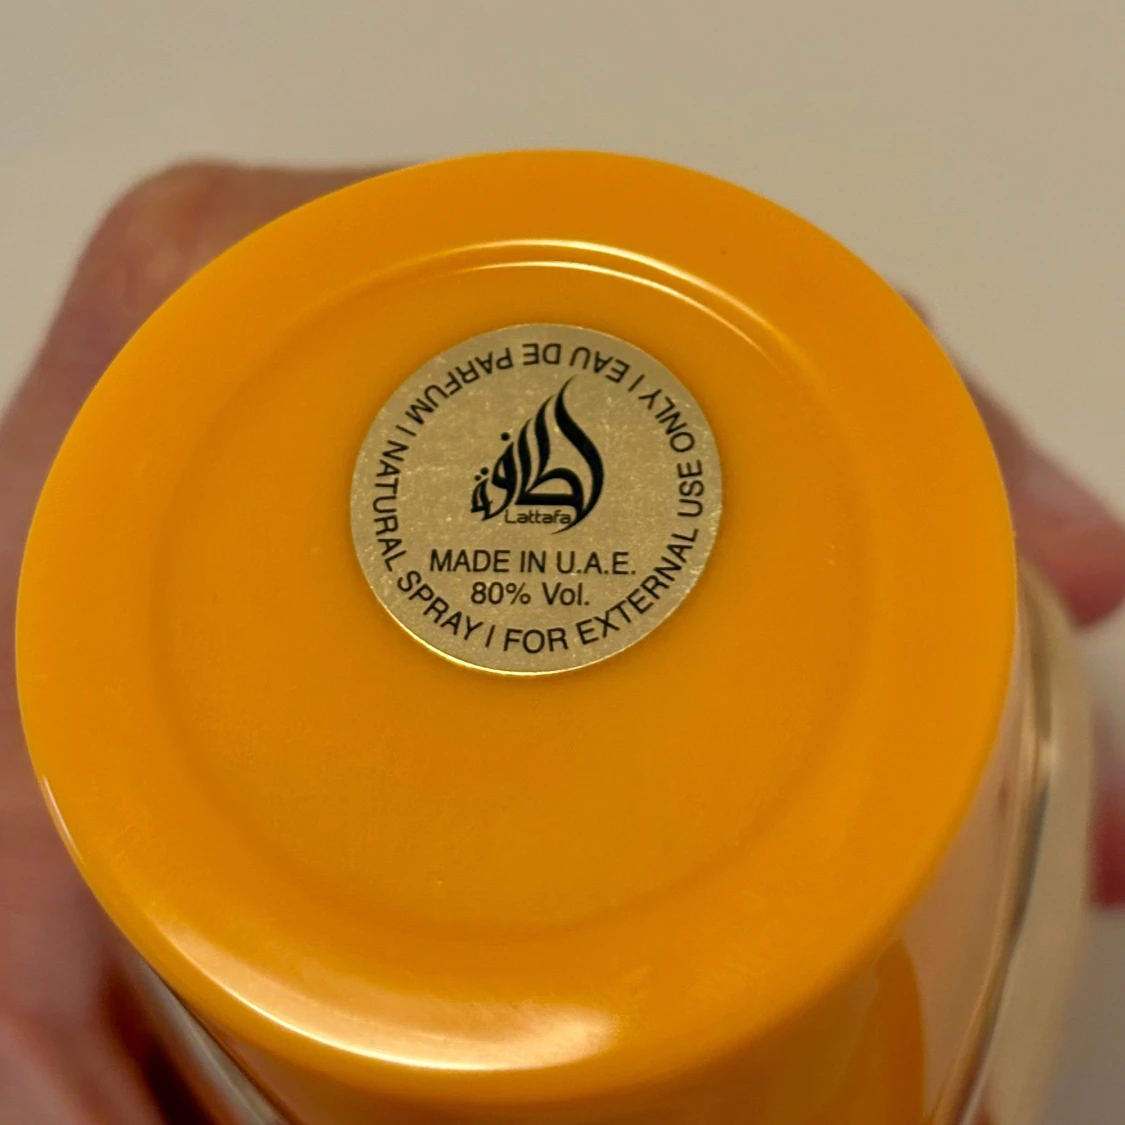 لطافة
Lattafa
MADE IN U.A.E.
80% Vol.
EAU DE PARFUM | NATURAL SPRAY | FOR EXTERNAL USE ONLY |